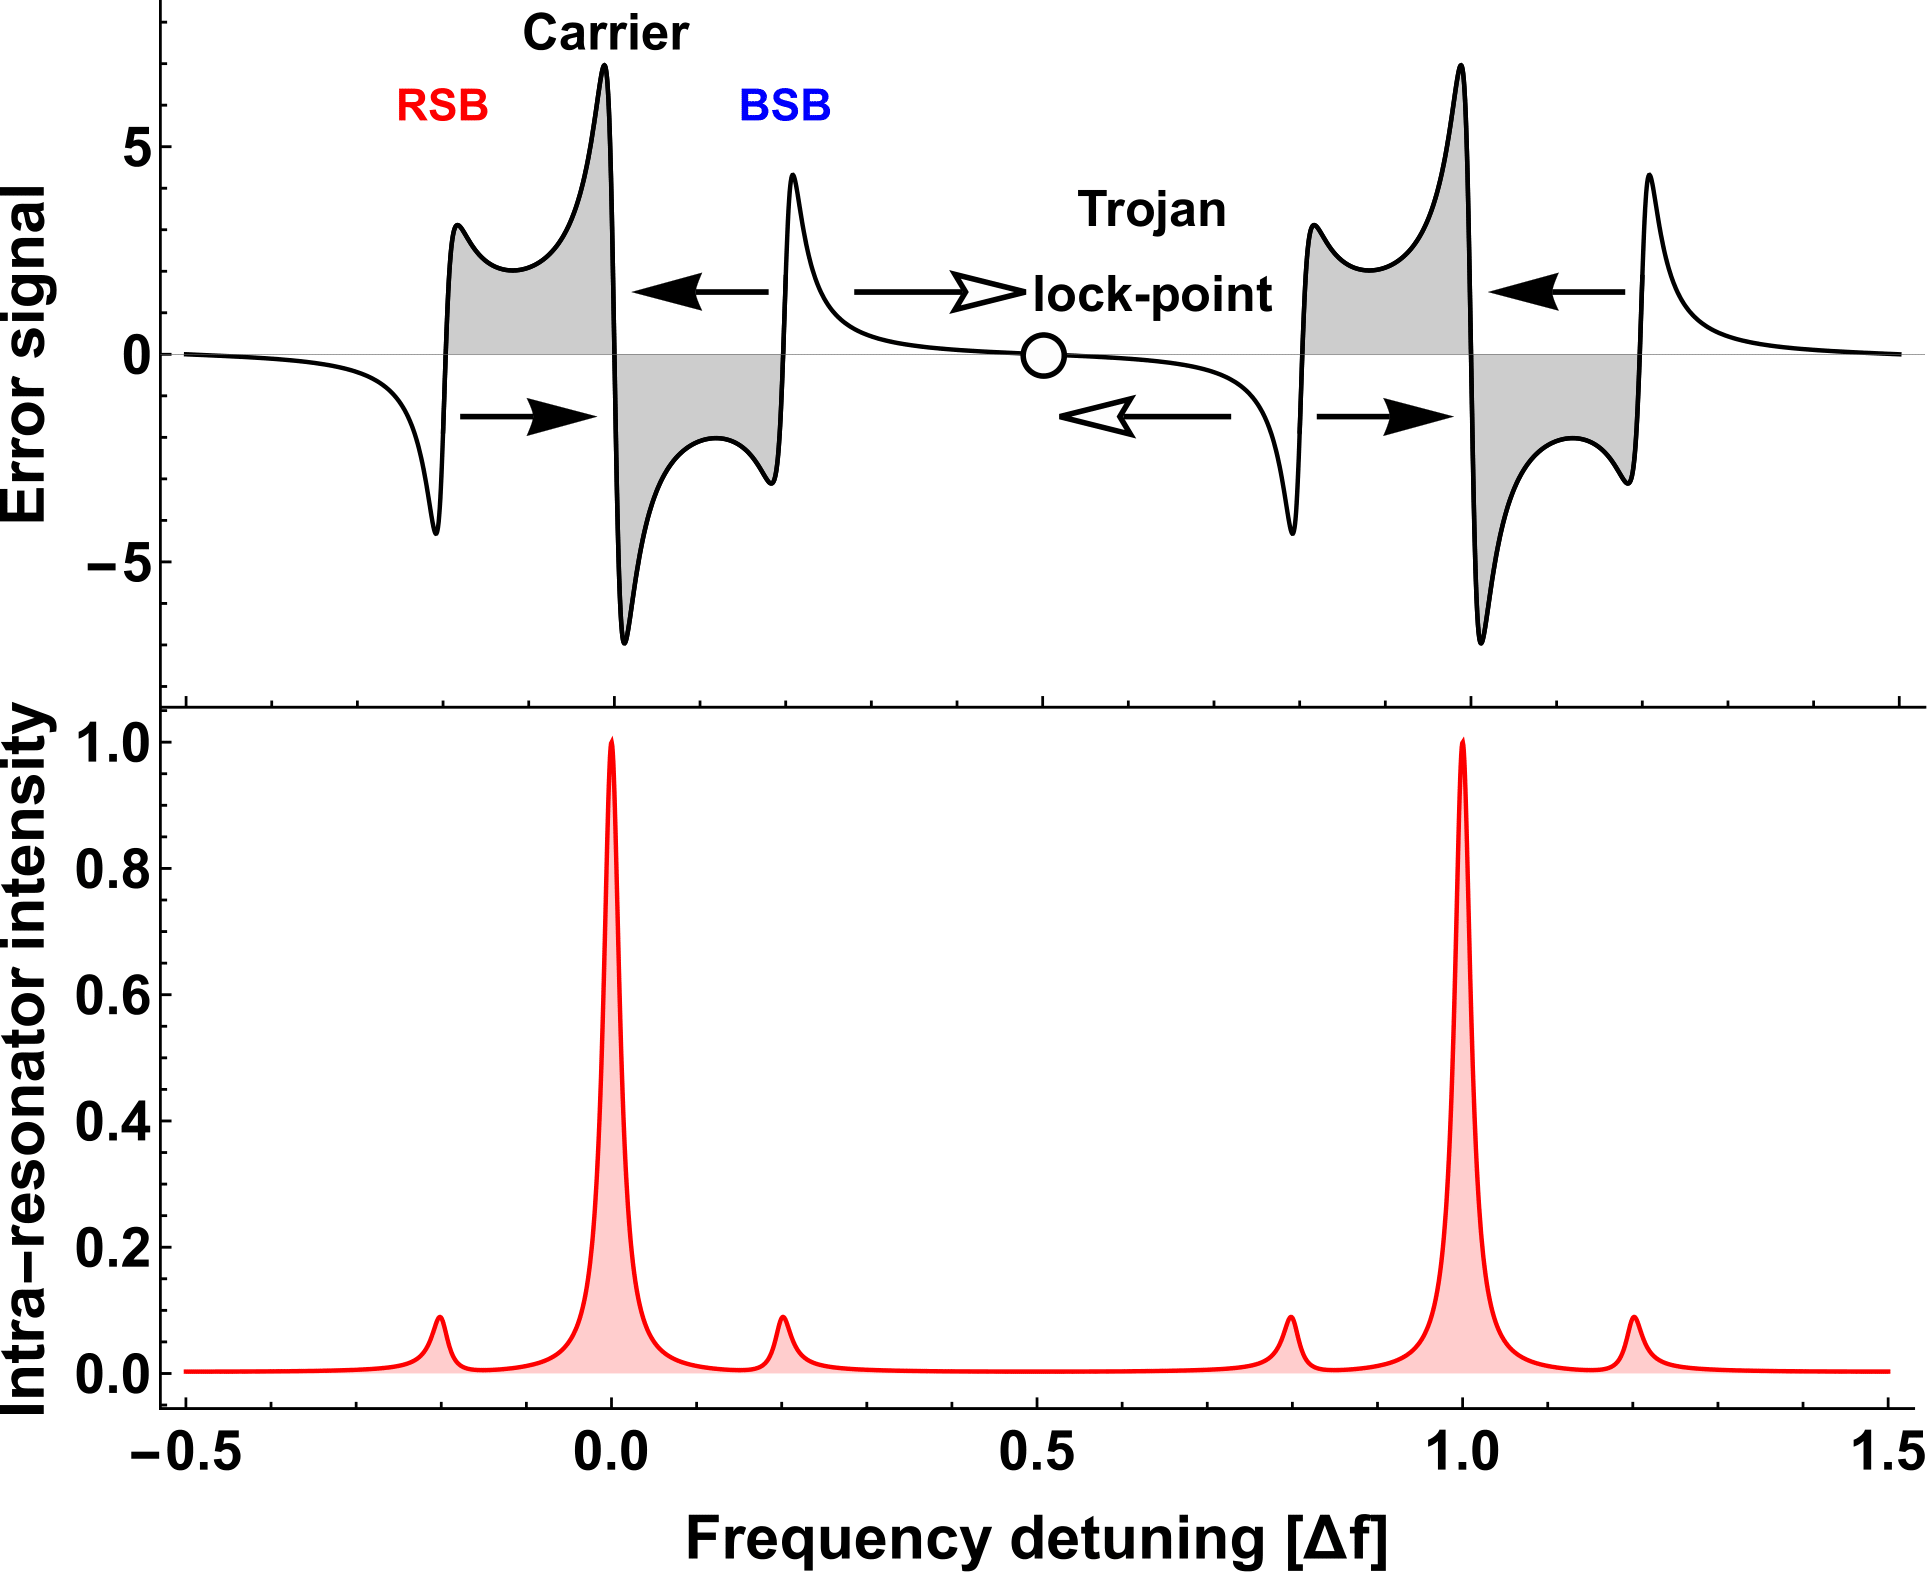 Carrier
RSB
BSB
Trojan
lock-point
5
0
−5
Error signal
1.0
0.8
0.6
0.4
0.2
0.0
Intra−resonator intensity
−0.5
0.0
0.5
1.0
1.5
Frequency detuning [Δf]